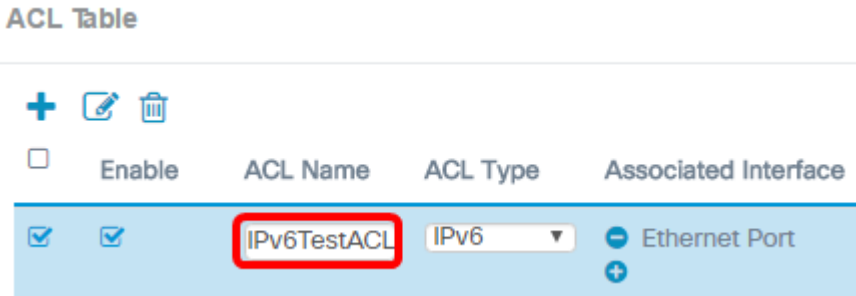 ACL Table
Enable ACL Name ACL Type Associated Interface
IPv6TestACL IPv6 Ethernet Port